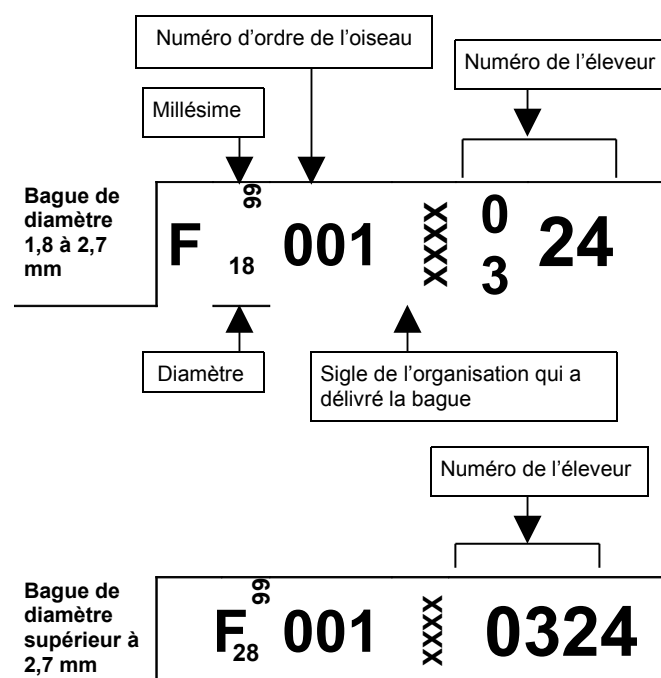 Numéro d'ordre de l'oiseau
Numéro de l'éleveur
Millésime
Bague de
diamètre
1,8 à 2,7
mm
F 99 18 001 XXXX 0 3 24
Diamètre
Sigle de l'organisation qui a
délivré la bague
Numéro de l'éleveur
Bague de
diamètre
supérieur à
2,7 mm
F 99 28 001 XXXX 0324